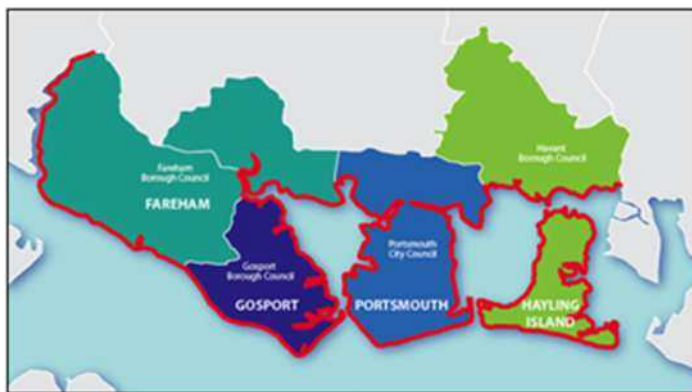 Fareham
Borough Council
FAREHAM
Havant
Borough Council
Gosport
Borough Council
GOSPORT
Portsmouth
City Council
PORTSMOUTH
HAYLING
ISLAND